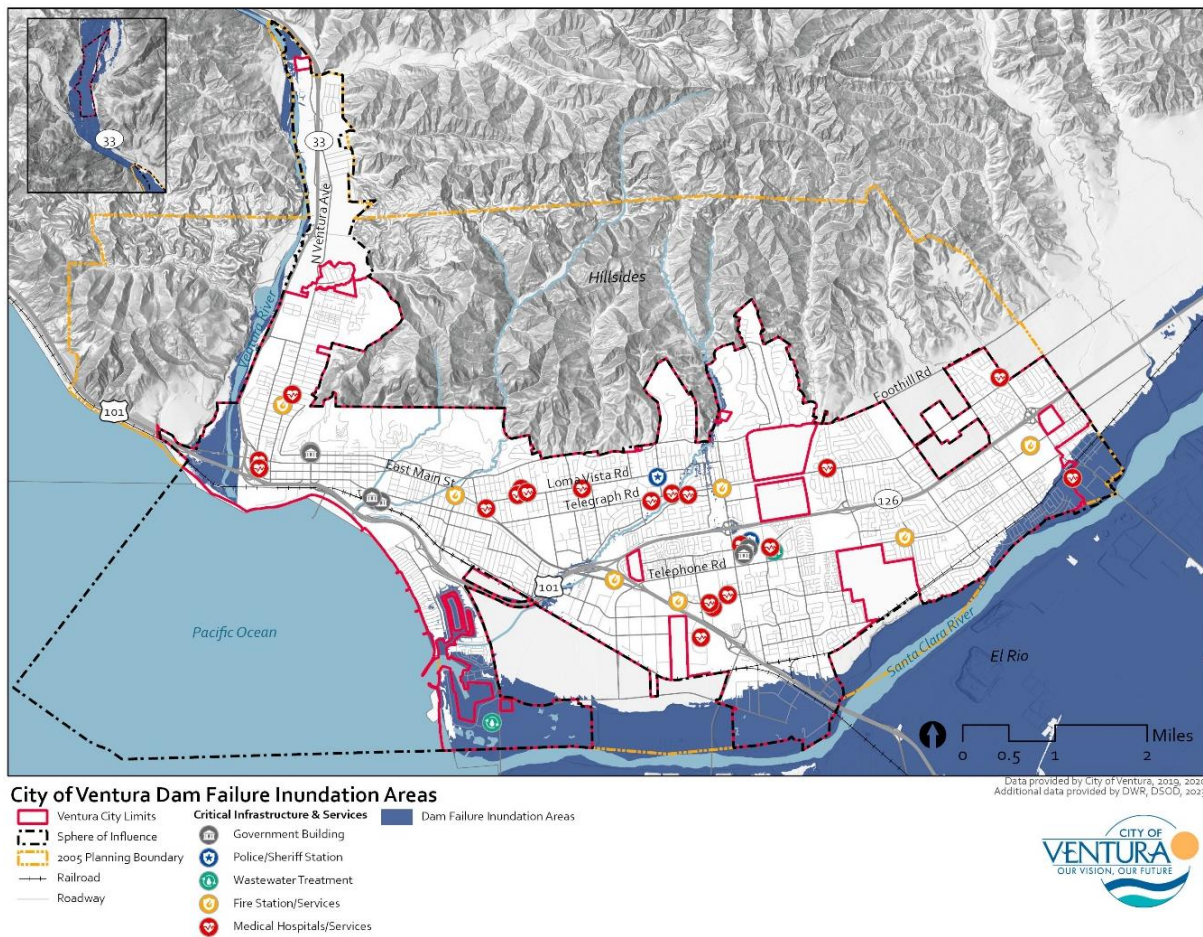 33
33
N Ventura Ave
Hillsides
Ventura River
Foothill Rd
101
East Main St
Loma Vista Rd
Telegraph Rd
126
Telephone Rd
101
Pacific Ocean
Santa Clara River
El Rio
0 0.5 1 2 Miles
Data provided by City of Ventura, 2019, 2020
Additional data provided by DWR, DSOD, 2023
City of Ventura Dam Failure Inundation Areas
Ventura City Limits
Sphere of Influence
2005 Planning Boundary
Railroad
Roadway
Critical Infrastructure & Services
Government Building
Police/Sheriff Station
Wastewater Treatment
Fire Station/Services
Medical Hospitals/Services
Dam Failure Inundation Areas
CITY OF
VENTURA
OUR VISION, OUR FUTURE